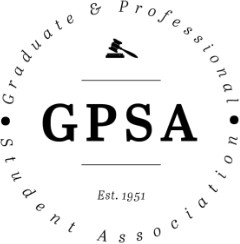 Graduate & Professional
GPSA
Est. 1951
Student Association